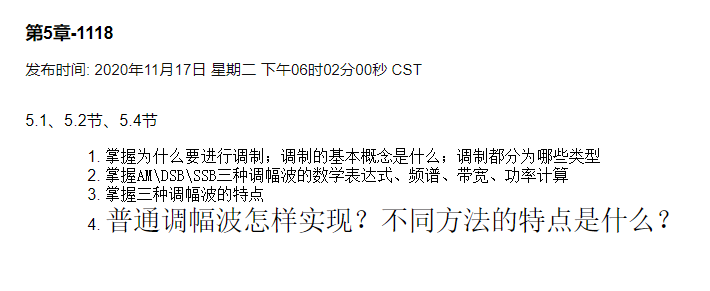 第5章-1118
发布时间: 2020年11月17日 星期二 下午06时02分00秒 CST
5.1、5.2节、5.4节
1. 掌握为什么要进行调制；调制的基本概念是什么；调制都分为哪些类型
2. 掌握AM\DSB\SSB三种调幅波的数学表达式、频谱、带宽、功率计算
3. 掌握三种调幅波的特点
4. 普通调幅波怎样实现？不同方法的特点是什么？